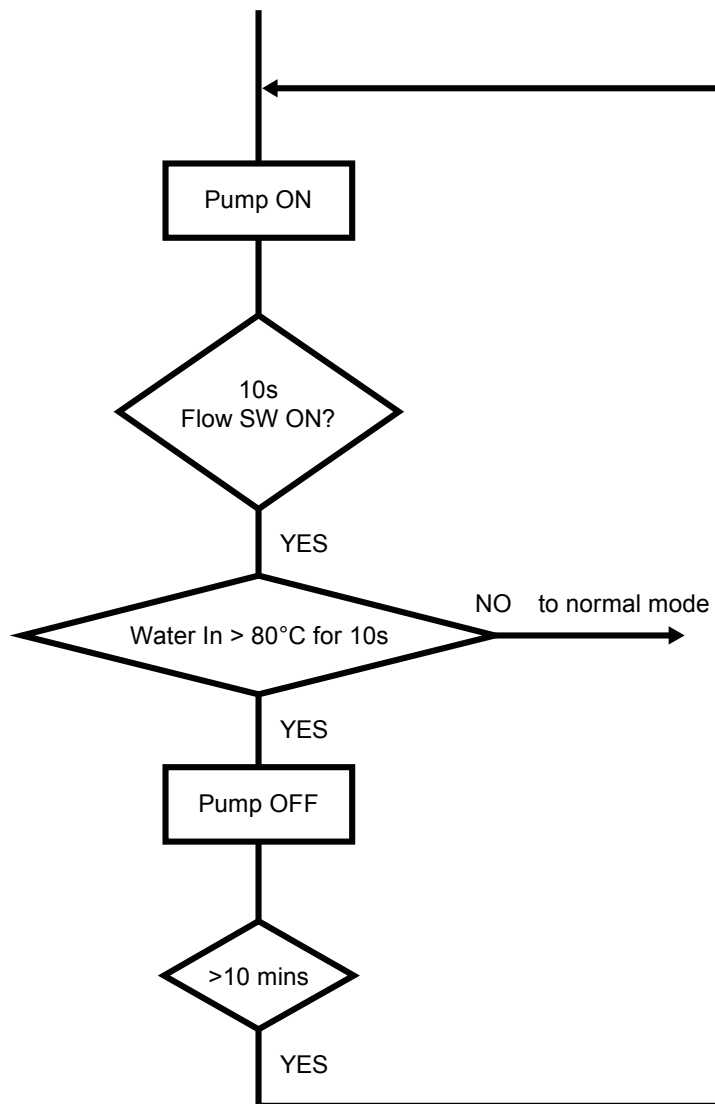 Pump ON
10s
Flow SW ON?
YES
NO to normal mode
Water In > 80°C for 10s
YES
Pump OFF
>10 mins
YES